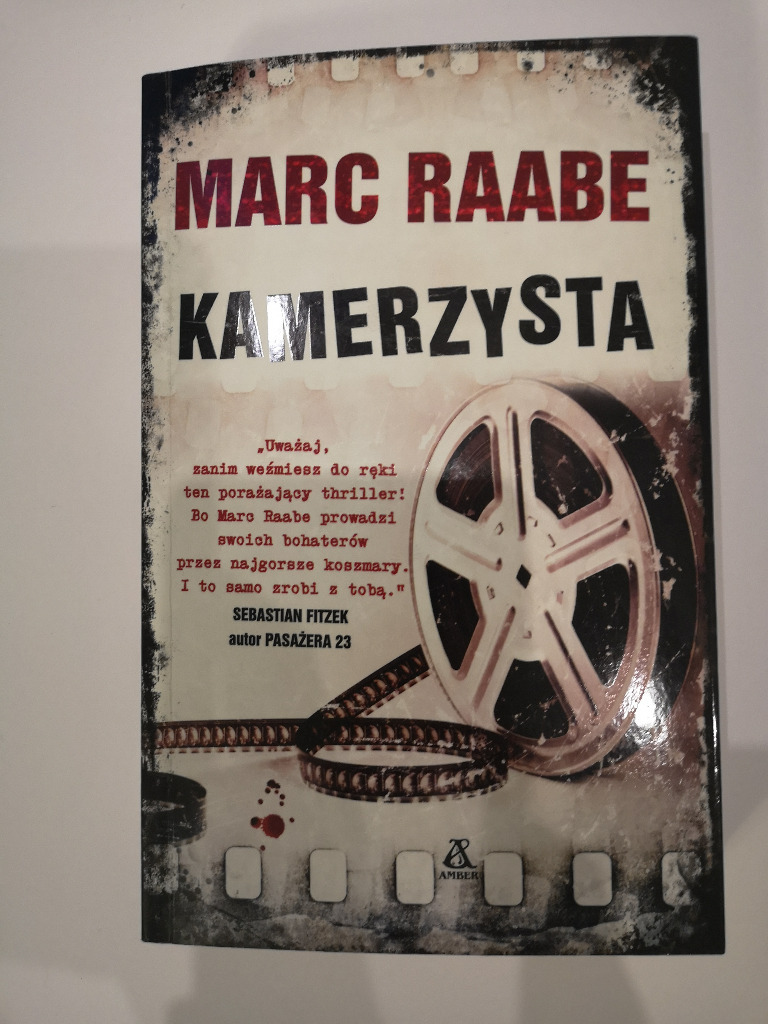 MARC RAABE
KAMERZYSTA
„Uważaj,
zanim weźmiesz do ręki
ten porażający thriller!
Bo Marc Raabe prowadzi
swoich bohaterów
przez najgorsze koszmary.
I to samo zrobi z tobą."
SEBASTIAN FITZEK
autor PASAŻERA 23
AMBER